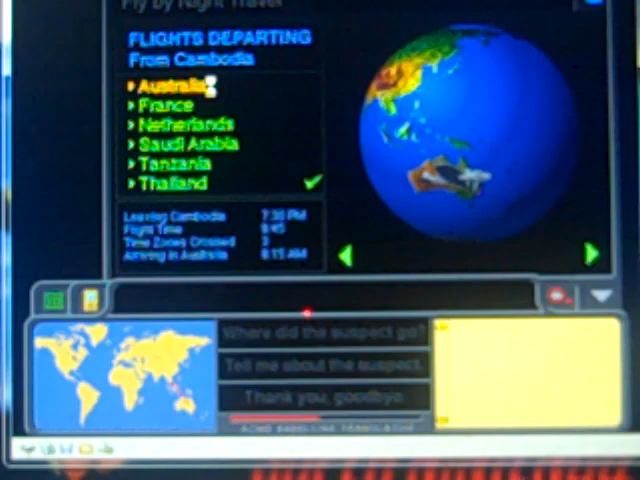 Fly by Night Travel
FLIGHTS DEPARTING
From Cambodia
Australia
France
Netherlands
Saudi Arabia
Tanzania
Thailand
Leaving Cambodia 7:30 PM
Flight Time 8:45
Time Zones Crossed 2
Arriving in Australia 6:15 AM
Where did the suspect go?
Tell me about the suspect.
Thank you, goodbye.